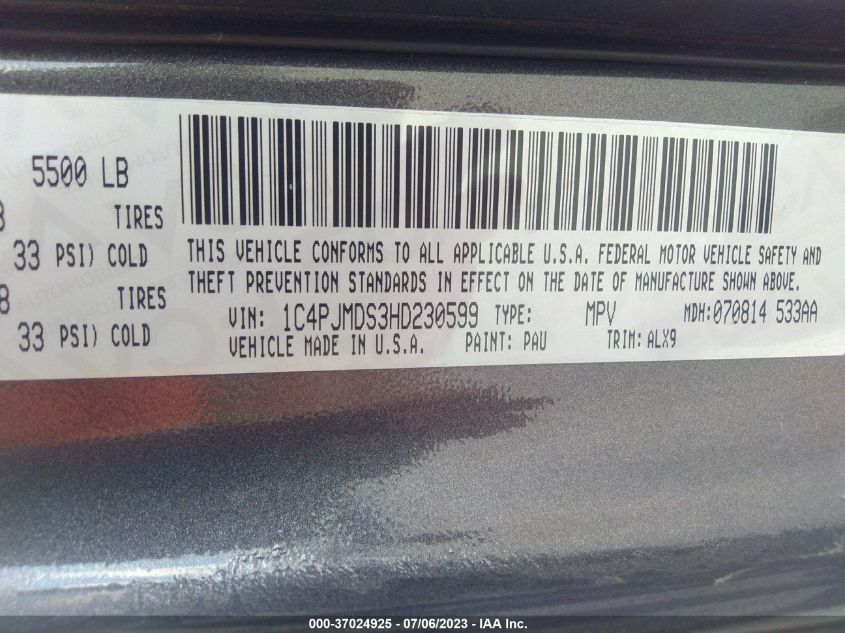 5500 LB
TIRES
33 PSI) COLD
TIRES
33 PSI) COLD
THIS VEHICLE CONFORMS TO ALL APPLICABLE U.S.A. FEDERAL MOTOR VEHICLE SAFETY AND
THEFT PREVENTION STANDARDS IN EFFECT ON THE DATE OF MANUFACTURE SHOWN ABOVE.
VIN: 1C4PJMDS3HD230599 TYPE: MPV MDH:070814 533AA
VEHICLE MADE IN U.S.A. PAINT: PAU TRIM: ALX9
000-37024925 - 07/06/2023 - IAA Inc.